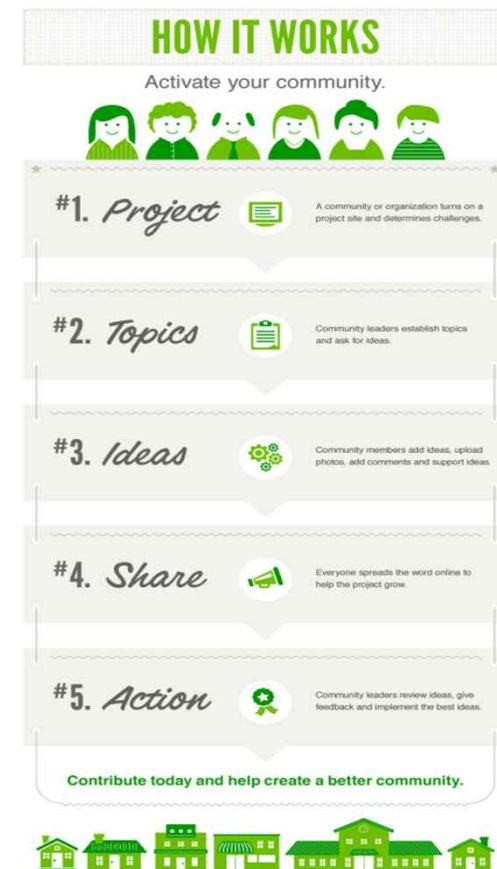 HOW IT WORKS
Activate your community.
#1. Project
A community or organization turns on a
project site and determines challenges.
#2. Topics
Community leaders establish topics
and ask for ideas.
#3. Ideas
Community members add ideas, upload
photos, add comments and support ideas.
#4. Share
Everyone spreads the word online to
help the project grow.
#5. Action
Community leaders review ideas, give
feedback and implement the best ideas.
Contribute today and help create a better community.